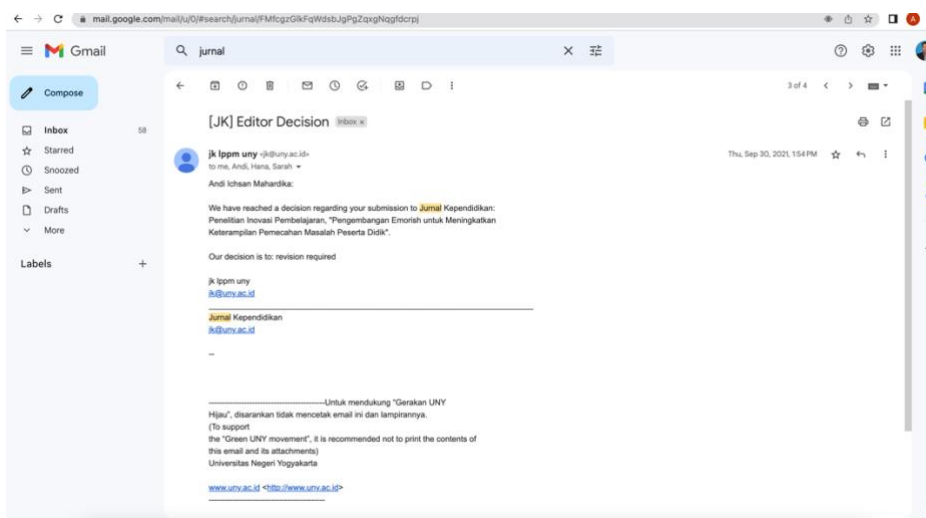 mail.google.com/mail/u/0/#search/jurnal/FMfcgzGlkFqWdsbJgPgZqxgNqgfdcrpj
Gmail
jurnal
Compose
3 of 4
[JK] Editor Decision Inbox x
Inbox 58
Starred
Snoozed
Sent
Drafts
More
Labels +
jk lppm uny <jk@uny.ac.id>
Thu, Sep 30, 2021, 1:54 PM
to me, Andi, Hana, Sarah
Andi Ichsan Mahardika:
We have reached a decision regarding your submission to Jurnal Kependidikan:
Penelitian Inovasi Pembelajaran, "Pengembangan Emorish untuk Meningkatkan
Keterampilan Pemecahan Masalah Peserta Didik".
Our decision is to: revision required
jk lppm uny
jk@uny.ac.id
Jurnal Kependidikan
jk@uny.ac.id
--
---------------------------------------Untuk mendukung "Gerakan UNY
Hijau", disarankan tidak mencetak email ini dan lampirannya.
(To support
the "Green UNY movement", it is recommended not to print the contents of
this email and its attachments)
Universitas Negeri Yogyakarta
www.uny.ac.id <http://www.uny.ac.id>
---------------------------------------